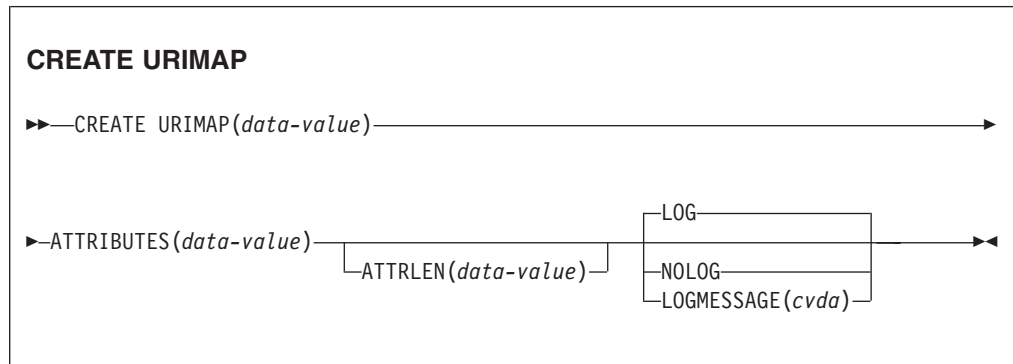 CREATE URIMAP
CREATE URIMAP(data-value)
LOG
ATTRIBUTES(data-value)
ATTRLEN(data-value)
NOLOG
LOGMESSAGE(cvda)